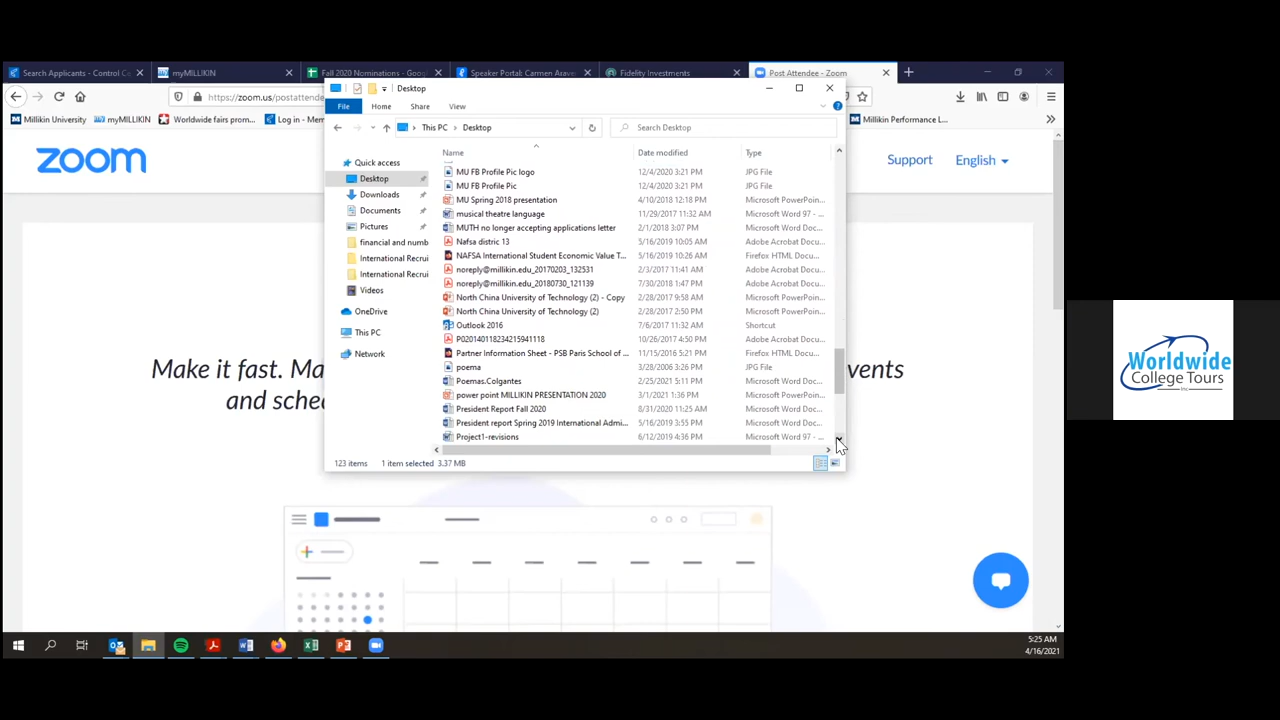 Search Applicants - Control Ce
myMILLIKIN
Fall 2020 Nominations - Goog
Speaker Portal: Carmen Arave
Fidelity Investments
Post Attendee - Zoom
https://zoom.us/postattende
Millikin University
myMILLIKIN
Worldwide fairs prom...
Log in - Mem
Millikin Performance L
Desktop
File
Home
Share
View
This PC
Desktop
Search Desktop
zoom
Support
English
Name
Date modified
Type
Quick access
Desktop
Downloads
Documents
Pictures
financial and numb
International Recrui
International Recrui
Videos
OneDrive
This PC
Network
MU FB Profile Pic logo 12/4/2020 3:21 PM JPG File
MU FB Profile Pic 12/4/2020 3:21 PM JPG File
MU Spring 2018 presentation 4/10/2018 12:18 PM Microsoft PowerPoin...
musical theatre language 11/29/2017 11:32 AM Microsoft Word 97 - ...
MUTH no longer accepting applications letter 2/1/2018 3:07 PM Microsoft Word Doc...
Nafsa distric 13 5/16/2019 10:05 AM Adobe Acrobat Docu...
NAFSA International Student Economic Value T... 5/16/2019 10:26 AM Firefox HTML Docum...
noreply@millikin.edu_20170203_132531 2/3/2017 11:41 AM Adobe Acrobat Docu...
noreply@millikin.edu_20180730_121139 7/30/2018 1:47 PM Adobe Acrobat Docu...
North China University of Technology (2) - Copy 2/28/2017 9:58 AM Microsoft PowerPoin...
North China University of Technology (2) 2/28/2017 2:50 PM Microsoft PowerPoin...
Outlook 2016 7/6/2017 11:32 AM Shortcut
P020140118234215941118 10/26/2017 4:50 PM Adobe Acrobat Docu...
Partner Information Sheet - PSB Paris School of ... 11/15/2016 5:21 PM Firefox HTML Docum...
poema 3/28/2006 3:26 PM JPG File
Poemas.Colgantes 2/25/2021 5:11 PM Microsoft Word Doc...
power point MILLIKIN PRESENTATION 2020 3/1/2021 1:36 PM Microsoft PowerPoin...
President Report Fall 2020 8/31/2020 11:25 AM Microsoft Word Doc...
President report Spring 2019 International Admi... 5/16/2019 3:55 PM Microsoft Word Doc...
Project1-revisions 6/12/2019 4:36 PM Microsoft Word 97 - ...
123 items
1 item selected 3.37 MB
Make it fast. Ma
vents
and sched
Worldwide
College Tours
Inc
5:25 AM
4/16/2021